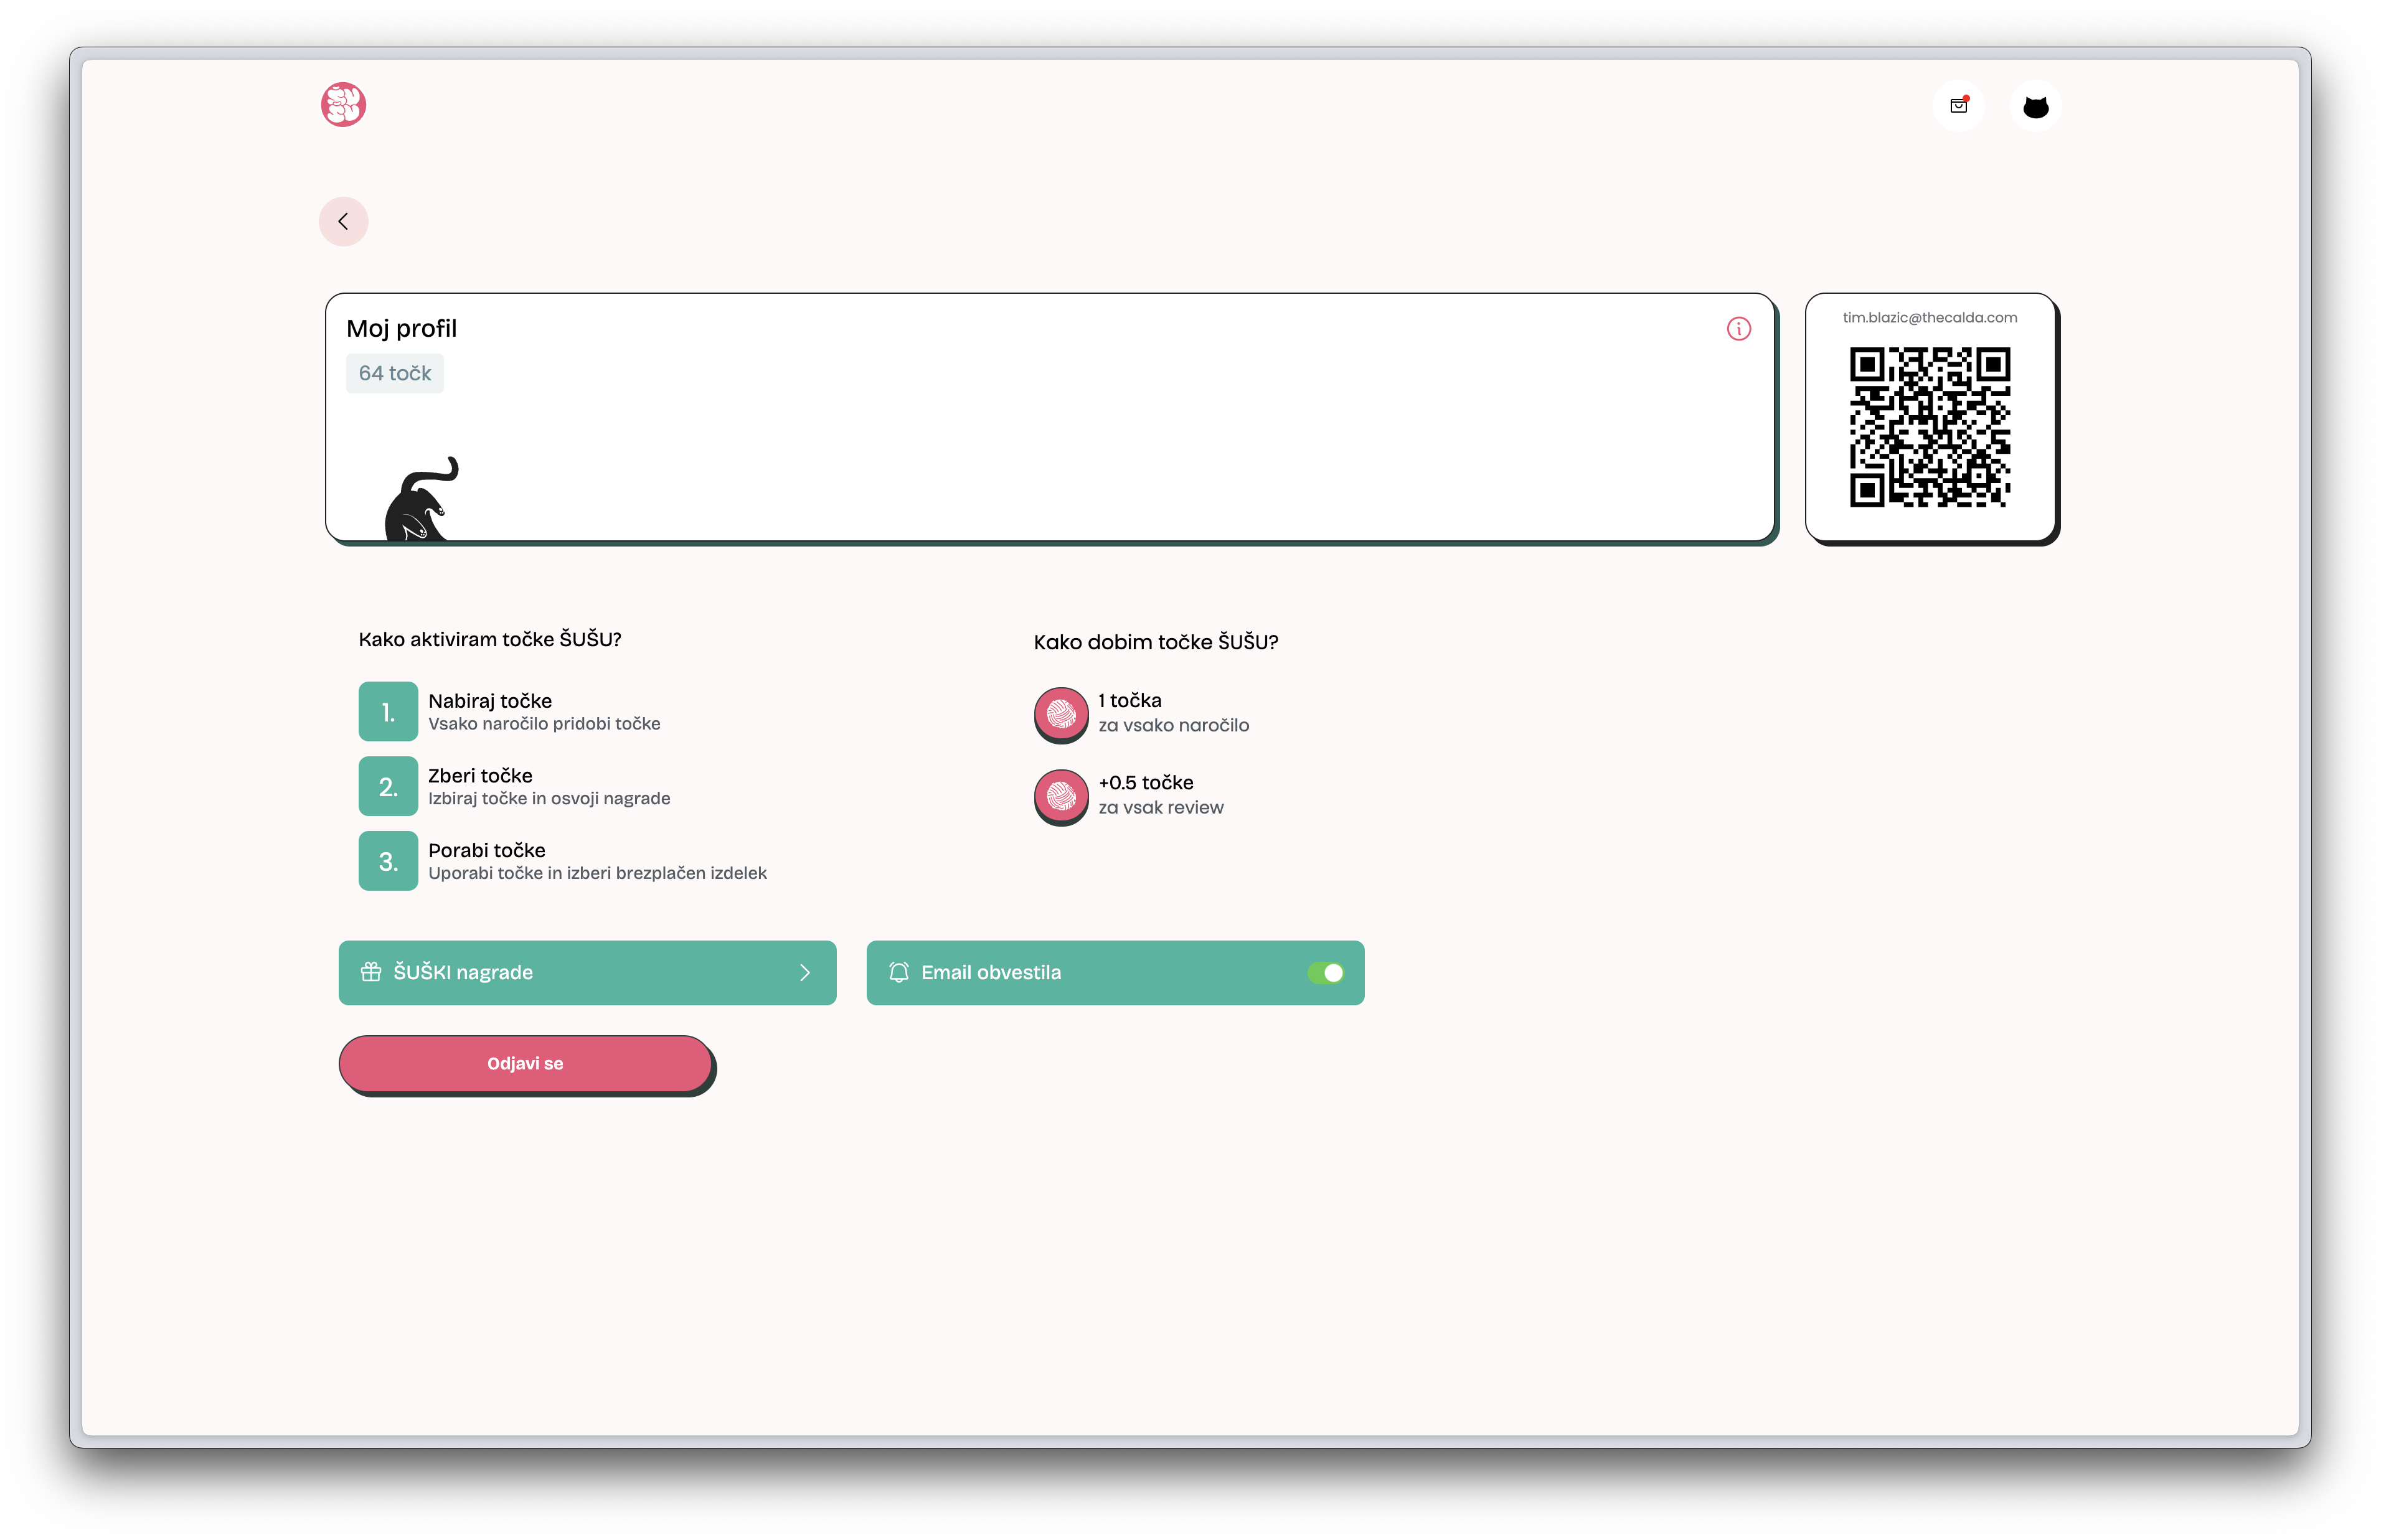 ŠU
ŠU
Moj profil
64 točk
tim.blazic@thecalda.com
Kako aktiviram točke ŠUŠU?
1.
Nabiraj točke
Vsako naročilo pridobi točke
2.
Zberi točke
Izbiraj točke in osvoji nagrade
3.
Porabi točke
Uporabi točke in izberi brezplačen izdelek
Kako dobim točke ŠUŠU?
1 točka
za vsako naročilo
+0.5 točke
za vsak review
ŠUŠKI nagrade
Email obvestila
Odjavi se